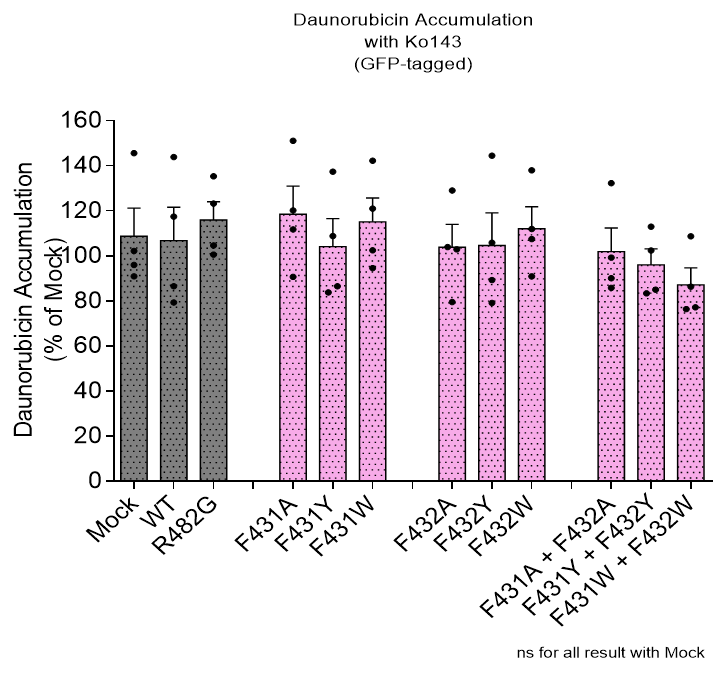 Daunorubicin Accumulation
with Ko143
(GFP-tagged)
Daunorubicin Accumulation
(% of Mock)
160
140
120
100
80
60
40
20
0
Mock
WT
R482G
F431A
F431Y
F431W
F432A
F432Y
F432W
F431A + F432A
F431Y + F432Y
F431W + F432W
ns for all result with Mock